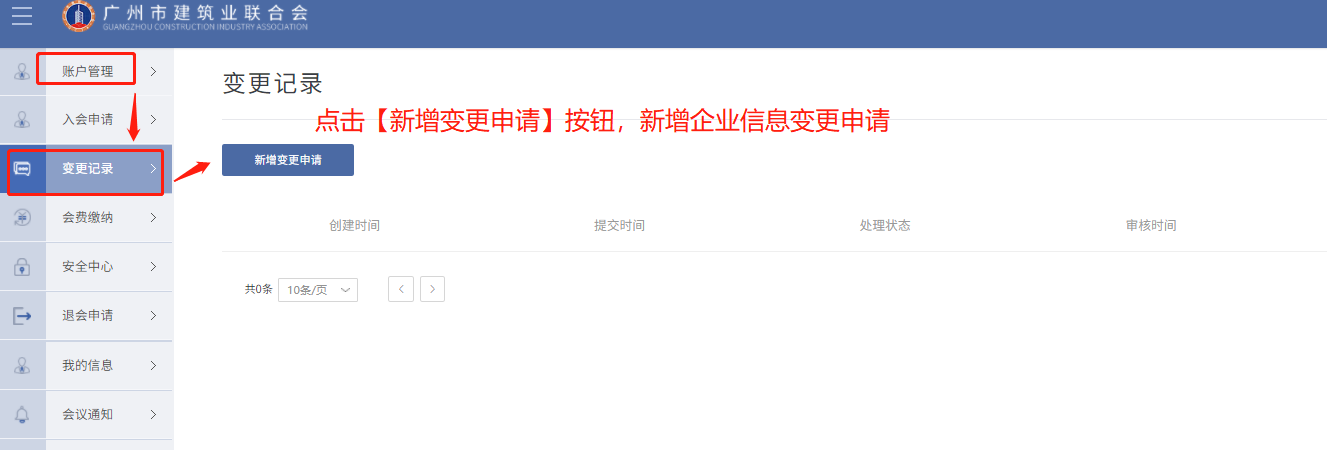 广州市建筑业联合会
GUANGZHOU CONSTRUCTION INDUSTRY ASSOCIATION
账户管理
入会申请
变更记录
会费缴纳
安全中心
退会申请
我的信息
会议通知
变更记录
点击【新增变更申请】按钮，新增企业信息变更申请
新增变更申请
创建时间 提交时间 处理状态 审核时间
共0条 10条/页